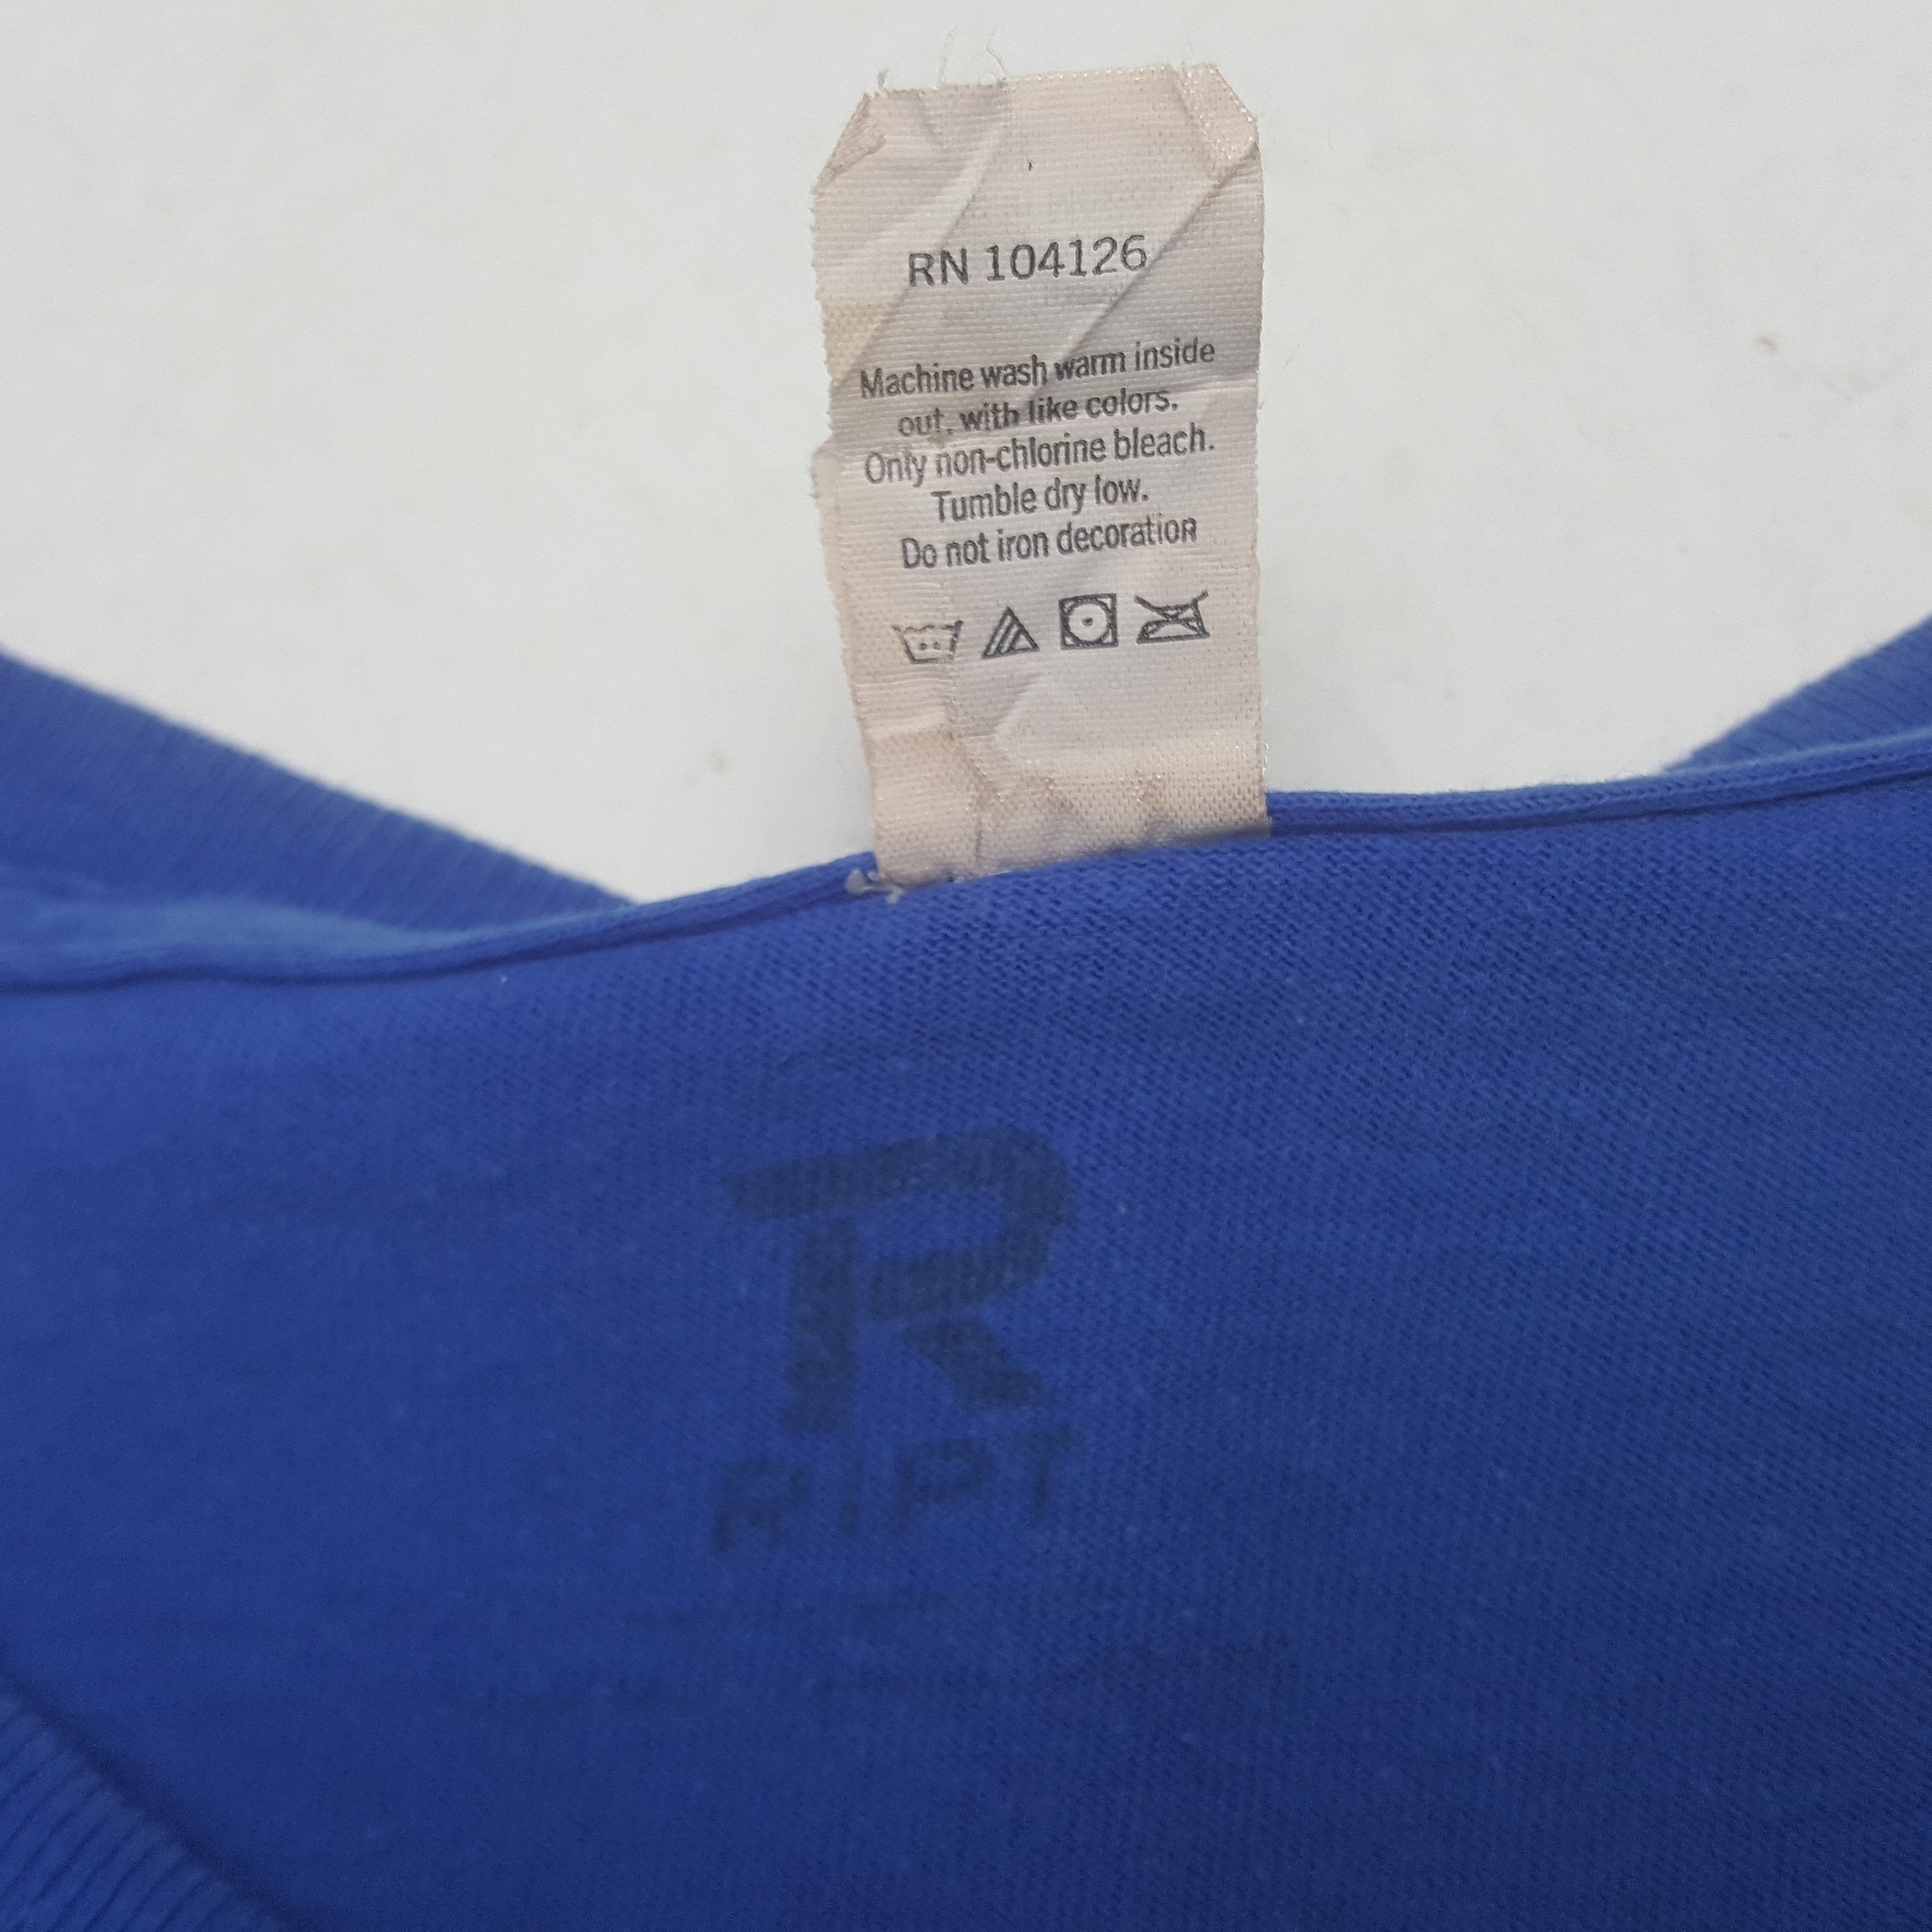 RN 104126
Machine wash warm inside
out, with like colors.
Only non-chlorine bleach.
Tumble dry low.
Do not iron decoration
R
RIPT